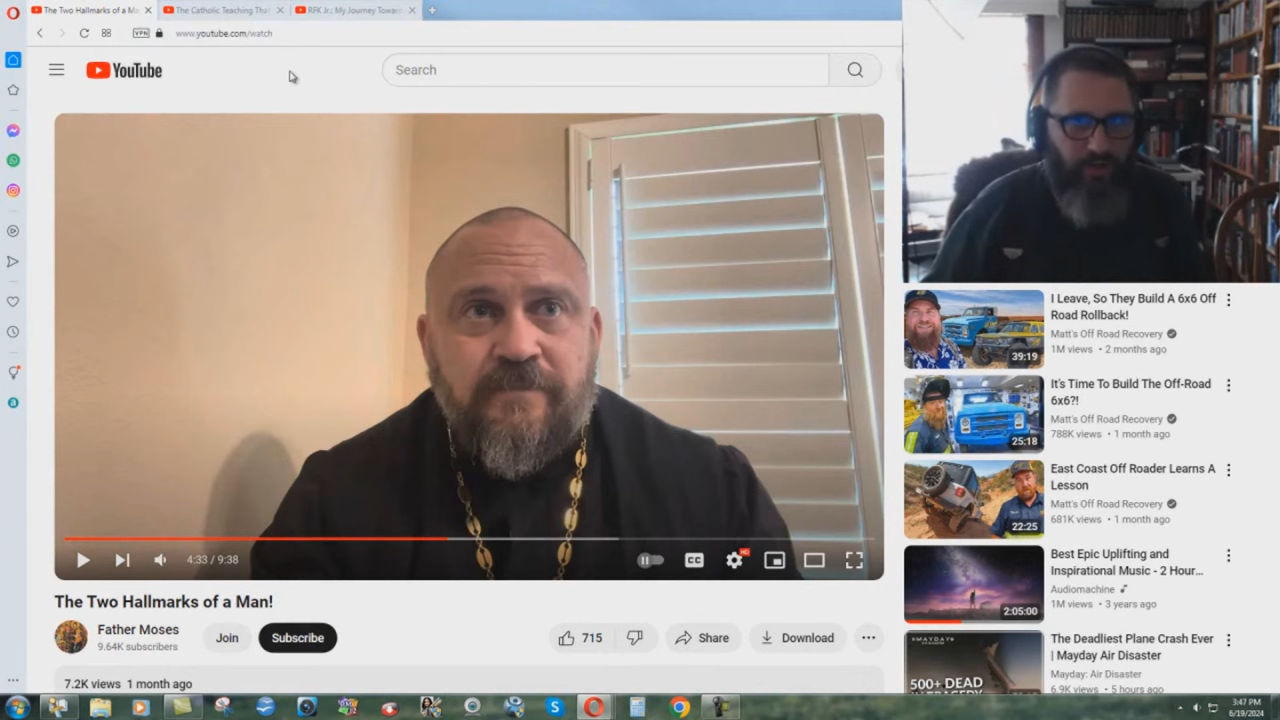 The Two Hallmarks of a Ma
The Catholic Teaching Tha
RFK Jr.: My Journey Towar
VPN
www.youtube.com/watch
YouTube
Search
4:33 / 9:38
CC
HD
The Two Hallmarks of a Man!
Father Moses
9.64K subscribers
Join
Subscribe
715
Share
Download
7.2K views 1 month ago
39:19
I Leave, So They Build A 6x6 Off
Road Rollback!
Matt's Off Road Recovery
1M views • 2 months ago
25:18
It's Time To Build The Off-Road
6x6?!
Matt's Off Road Recovery
788K views • 1 month ago
22:25
East Coast Off Roader Learns A
Lesson
Matt's Off Road Recovery
681K views • 1 month ago
2:05:00
Best Epic Uplifting and
Inspirational Music - 2 Hour...
Audiomachine
1M views • 3 years ago
MAYDAY
500+ DEAD
The Deadliest Plane Crash Ever
| Mayday Air Disaster
Mayday: Air Disaster
6.9K views • 5 hours ago
3:47 PM
6/19/2024